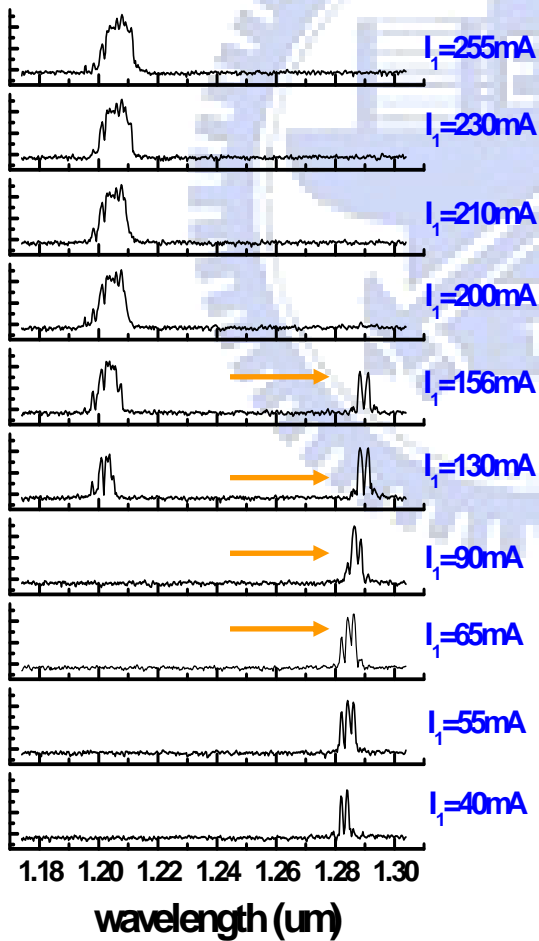 I₁=255mA
I₁=230mA
I₁=210mA
I₁=200mA
I₁=156mA
I₁=130mA
I₁=90mA
I₁=65mA
I₁=55mA
I₁=40mA
1.18 1.20 1.22 1.24 1.26 1.28 1.30
wavelength (um)